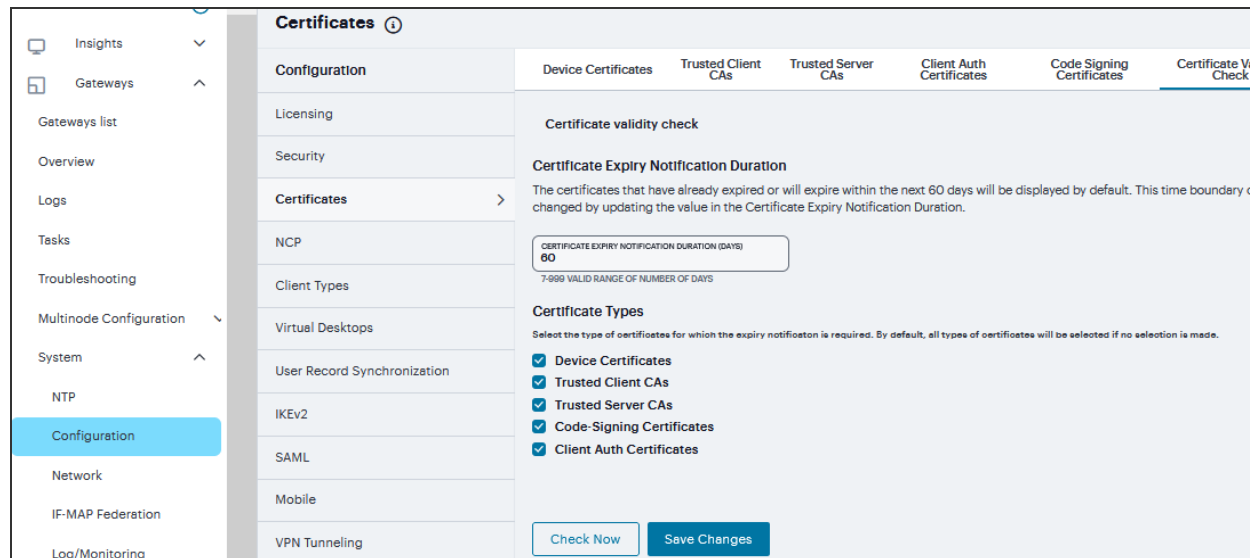 Insights
Gateways
Gateways list
Overview
Logs
Tasks
Troubleshooting
Multinode Configuration
System
NTP
Configuration
Network
IF-MAP Federation
Log/Monitoring
Certificates
Configuration
Licensing
Security
Certificates
NCP
Client Types
Virtual Desktops
User Record Synchronization
IKEv2
SAML
Mobile
VPN Tunneling
Device Certificates
Trusted Client
CAs
Trusted Server
CAs
Client Auth
Certificates
Code Signing
Certificates
Certificate Va
Check
Certificate validity check
Certificate Expiry Notification Duration
The certificates that have already expired or will expire within the next 60 days will be displayed by default. This time boundary
changed by updating the value in the Certificate Expiry Notification Duration.
CERTIFICATE EXPIRY NOTIFICATION DURATION (DAYS)
60
7-999 VALID RANGE OF NUMBER OF DAYS
Certificate Types
Select the type of certificates for which the expiry notificaton is required. By default, all types of certificates will be selected if no selection is made.
Device Certificates
Trusted Client CAs
Trusted Server CAs
Code-Signing Certificates
Client Auth Certificates
Check Now
Save Changes